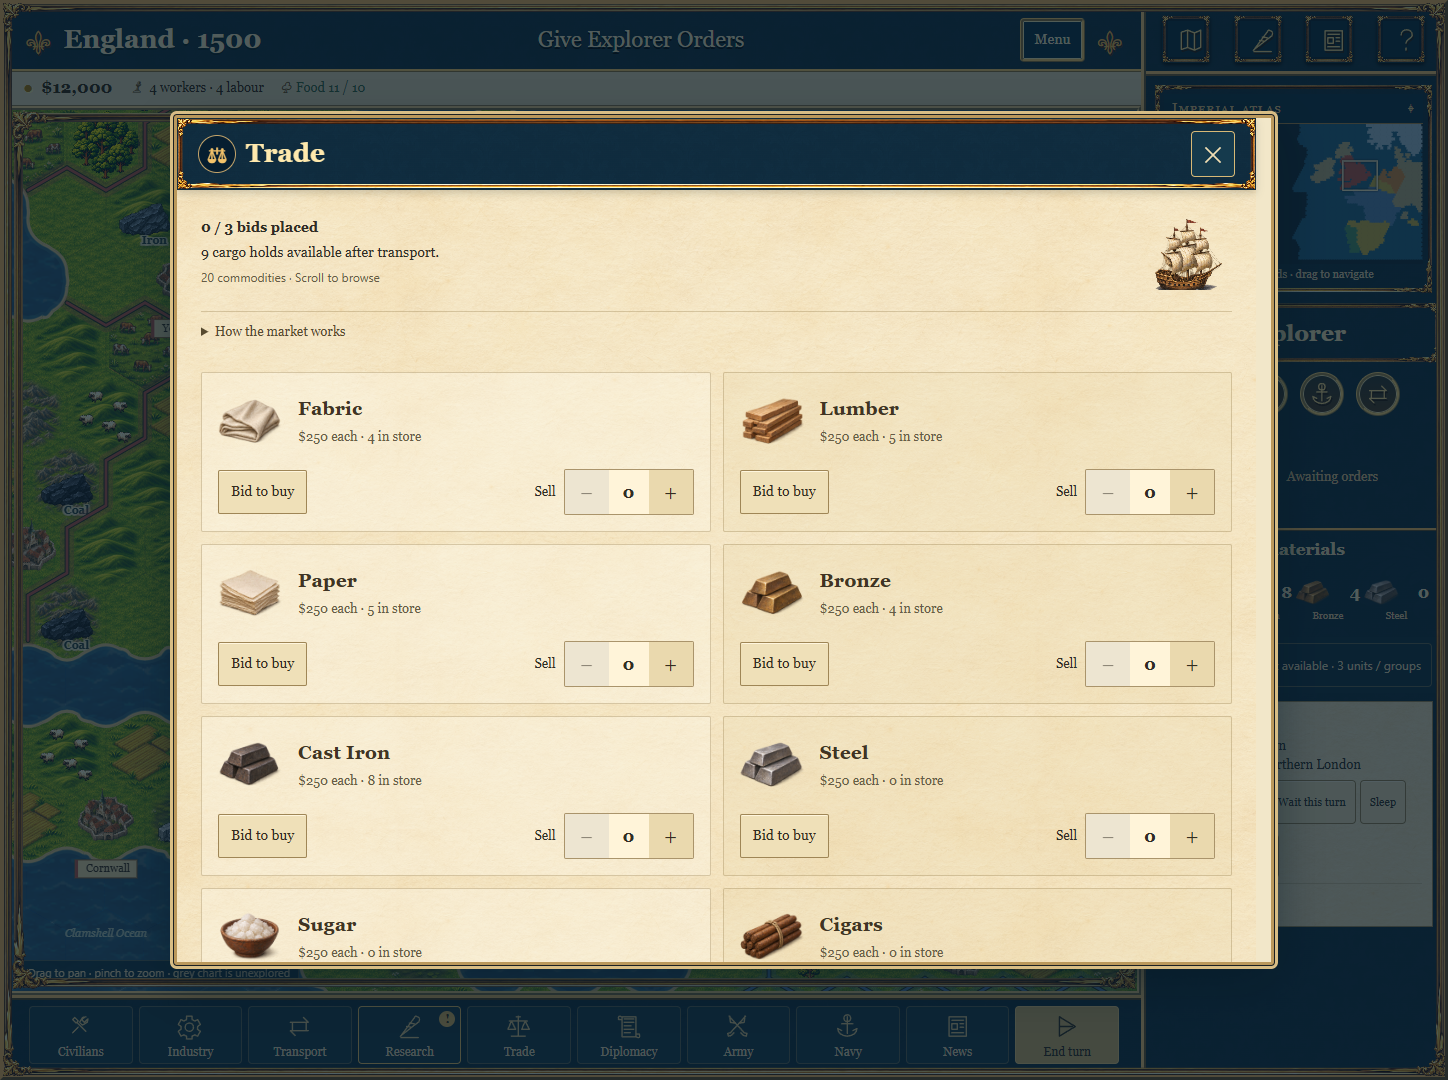 England · 1500
Give Explorer Orders
Menu
$12,000
4 workers · 4 labour
Food 11 / 10
Imperial Atlas
Trade
0 / 3 bids placed
9 cargo holds available after transport.
20 commodities · Scroll to browse
How the market works
Fabric
$250 each · 4 in store
Bid to buy
Sell
−
0
+
Lumber
$250 each · 5 in store
Bid to buy
Sell
−
0
+
Paper
$250 each · 5 in store
Bid to buy
Sell
−
0
+
Bronze
$250 each · 4 in store
Bid to buy
Sell
−
0
+
Cast Iron
$250 each · 8 in store
Bid to buy
Sell
−
0
+
Steel
$250 each · 0 in store
Bid to buy
Sell
−
0
+
Sugar
$250 each · 0 in store
Cigars
$250 each · 0 in store
Iron
Coal
Coal
Cornwall
Clamshell Ocean
Drag to pan · pinch to zoom · grey chart is unexplored
· drag to navigate
Awaiting orders
8
4
0
Bronze
Steel
available · 3 units / groups
London
Wait this turn
Sleep
Civilians
Industry
Transport
Research
!
Trade
Diplomacy
Army
Navy
News
End turn